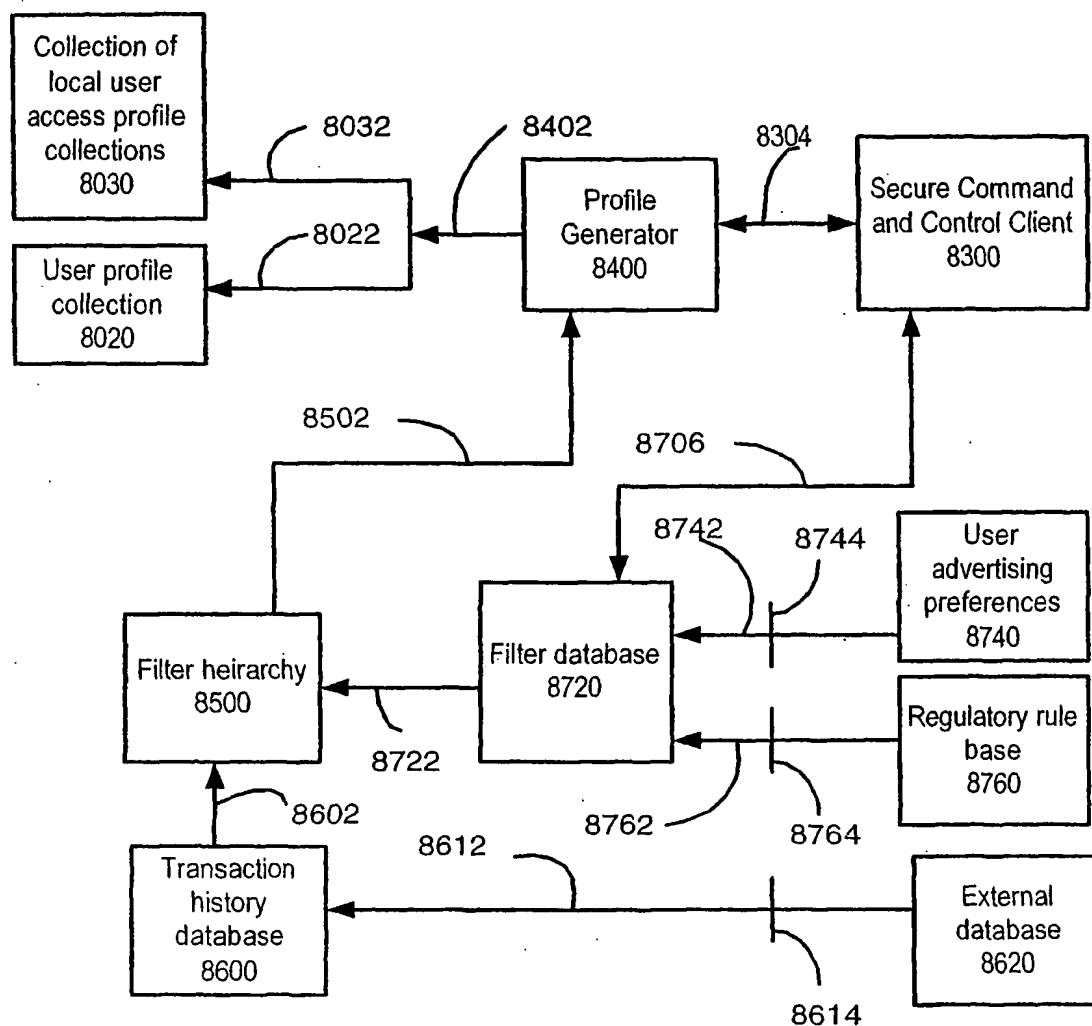 Collection of
local user
access profile
collections
8030
8032
8402
8304
Profile
Generator
8400
Secure Command
and Control Client
8300
8022
User profile
collection
8020
8502
8706
8742
8744
User
advertising
preferences
8740
Filter heirarchy
8500
Filter database
8720
8722
Regulatory rule
base
8760
8762
8764
8602
8612
Transaction
history
database
8600
External
database
8620
8614